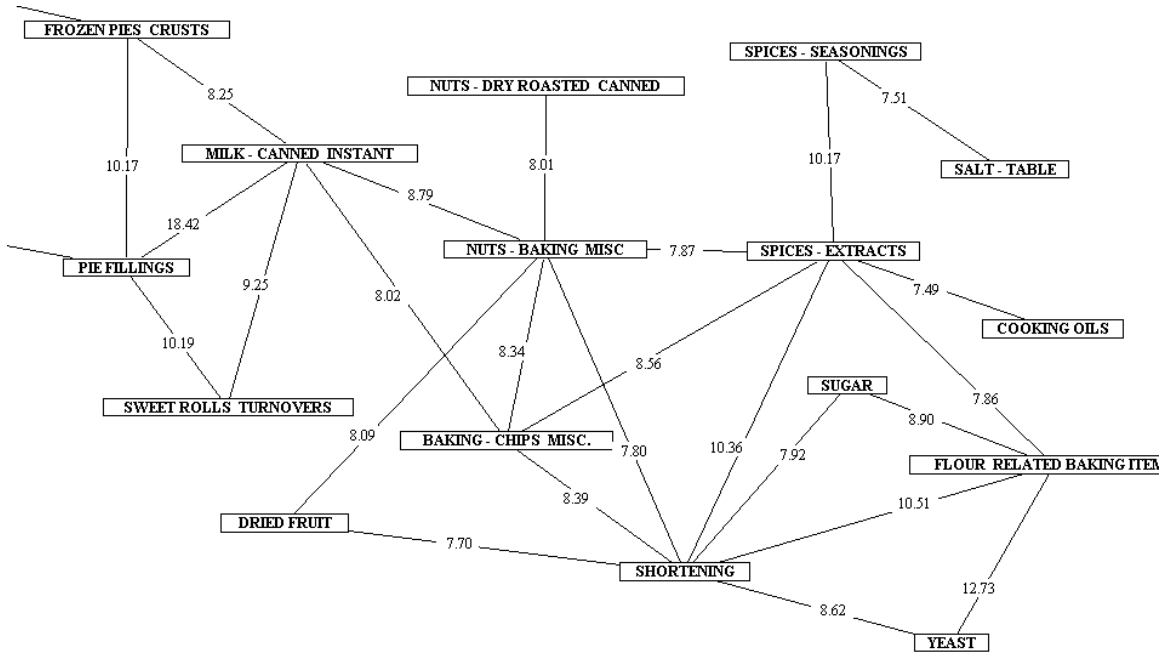 FROZEN PIES CRUSTS
SPICES - SEASONINGS
NUTS - DRY ROASTED CANNED
8.25
7.51
MILK - CANNED INSTANT
10.17
8.01
10.17
SALT - TABLE
8.79
18.42
NUTS - BAKING MISC
7.87
SPICES - EXTRACTS
PIE FILLINGS
9.25
8.02
7.49
COOKING OILS
10.19
8.34
8.56
SUGAR
7.86
SWEET ROLLS TURNOVERS
8.90
8.09
BAKING - CHIPS MISC.
7.80
10.36
7.92
FLOUR RELATED BAKING ITEM
8.39
10.51
DRIED FRUIT
7.70
SHORTENING
12.73
8.62
YEAST